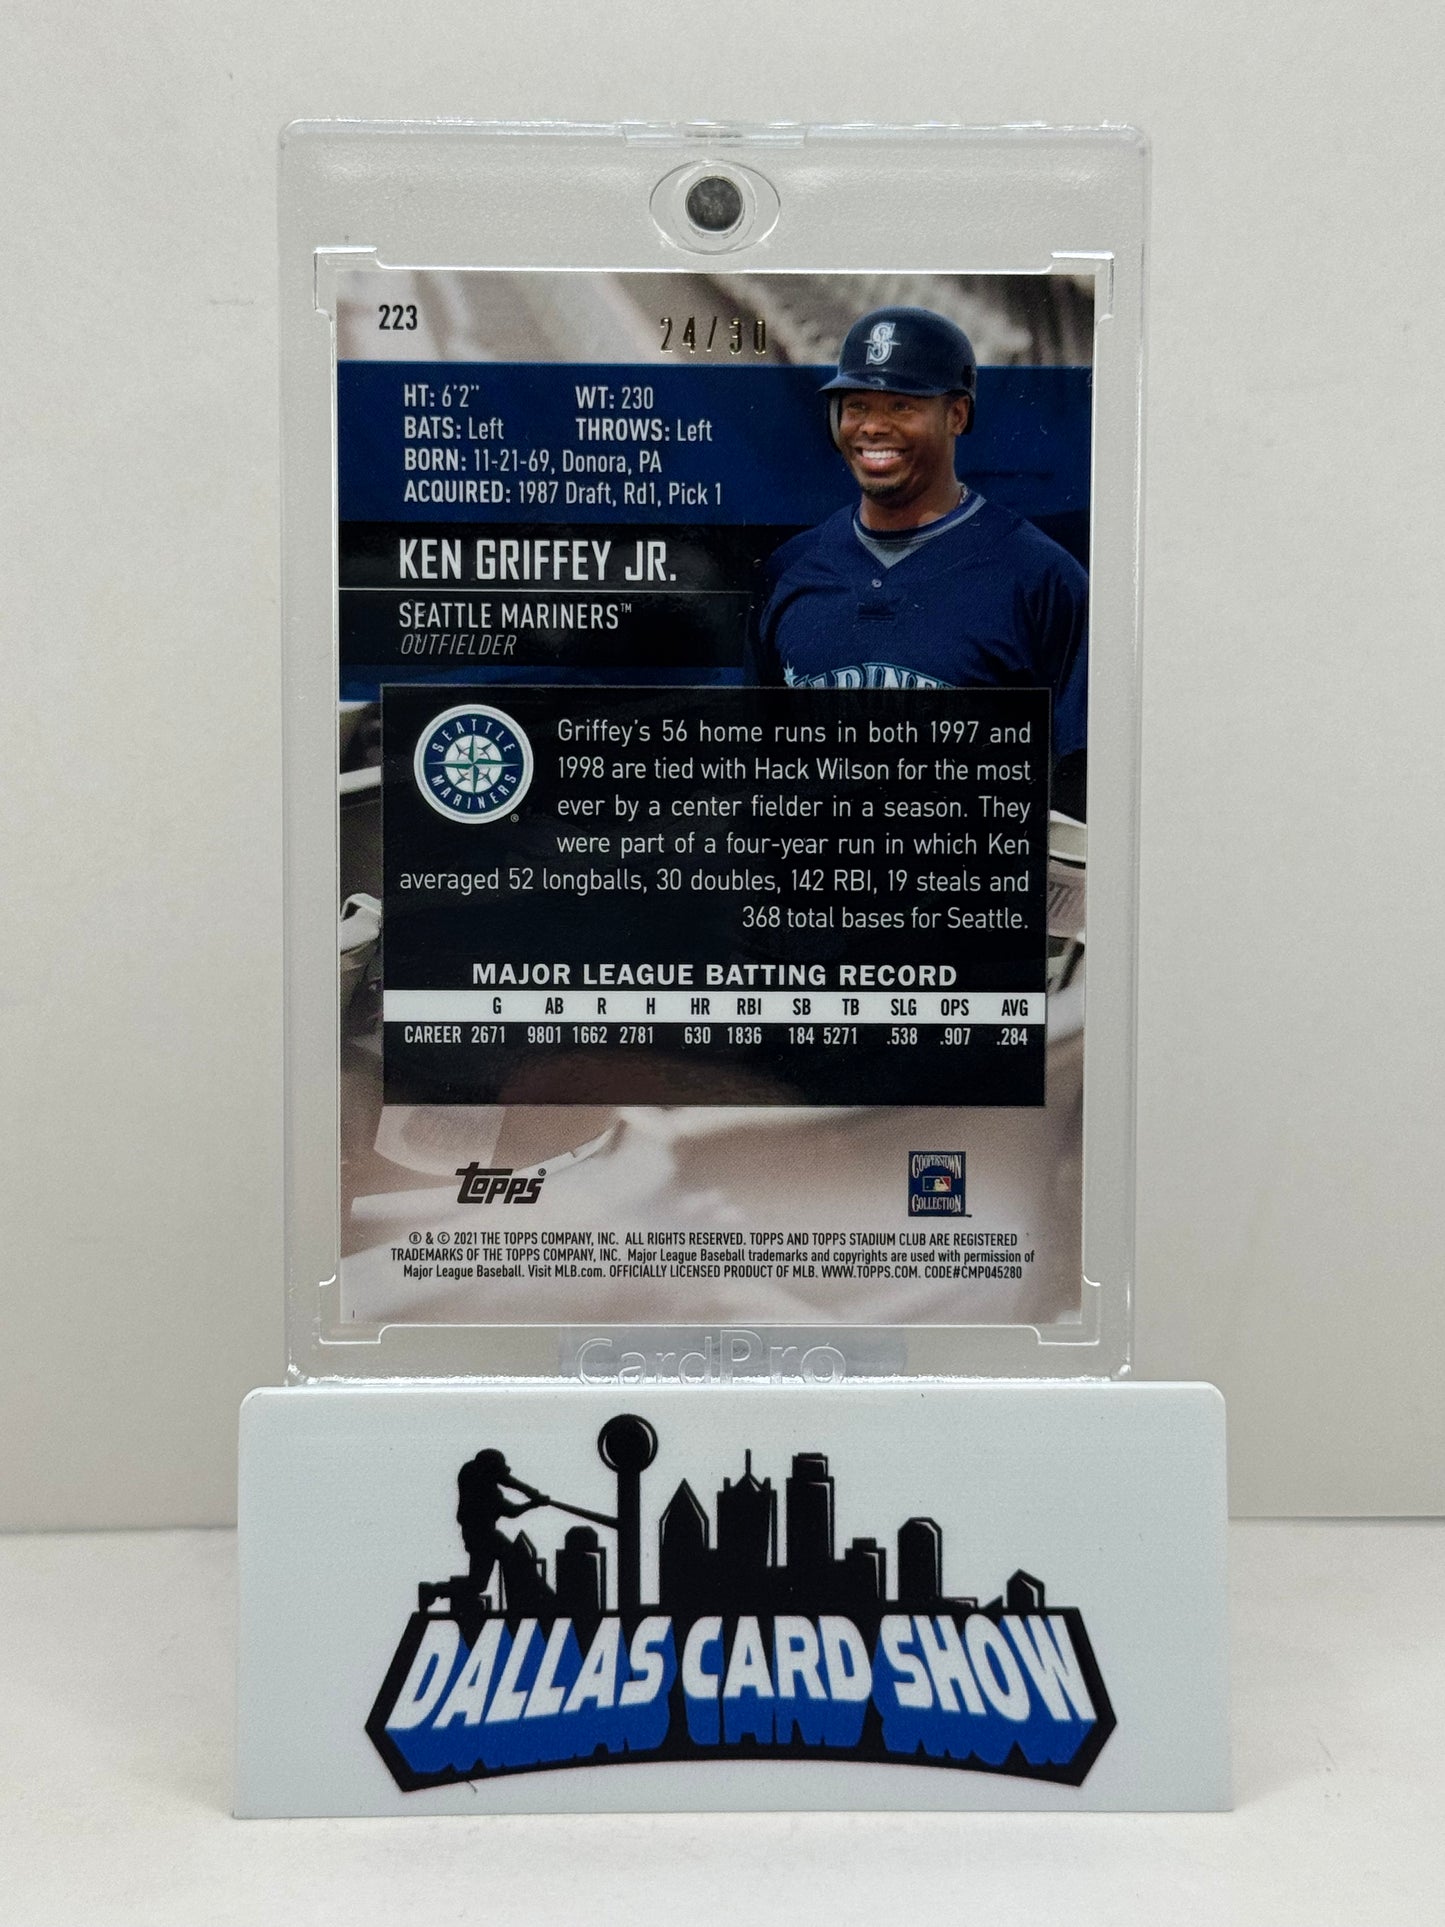 223
24/30
S
HT: 6'2" WT: 230
BATS: Left THROWS: Left
BORN: 11-21-69, Donora, PA
ACQUIRED: 1987 Draft, Rd1, Pick 1
KEN GRIFFEY JR.
SEATTLE MARINERS™
OUTFIELDER
SEATTLE
MARINERS
®
Griffey's 56 home runs in both 1997 and
1998 are tied with Hack Wilson for the most
ever by a center fielder in a season. They
were part of a four-year run in which Ken
averaged 52 longballs, 30 doubles, 142 RBI, 19 steals and
368 total bases for Seattle.
MAJOR LEAGUE BATTING RECORD
G AB R H HR RBI SB TB SLG OPS AVG
CAREER 2671 9801 1662 2781 630 1836 184 5271 .538 .907 .284
topps®
COOPERSTOWN
COLLECTION
® & © 2021 THE TOPPS COMPANY, INC. ALL RIGHTS RESERVED. TOPPS AND TOPPS STADIUM CLUB ARE REGISTERED
TRADEMARKS OF THE TOPPS COMPANY, INC. Major League Baseball trademarks and copyrights are used with permission of
Major League Baseball. Visit MLB.com. OFFICIALLY LICENSED PRODUCT OF MLB. WWW.TOPPS.COM. CODE#CMP045280
CardPro
DALLAS CARD SHOW